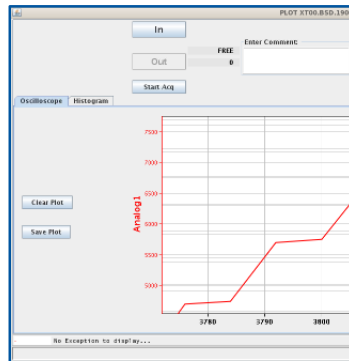 PLOT XT00.BSD.190
In
Enter Comment:
FREE
Out
0
Start Acq
Oscilloscope Histogram
7500
7000
6500
6000
5500
5000
Analog1
Clear Plot
Save Plot
3780 3790 3800
No Exception to display...